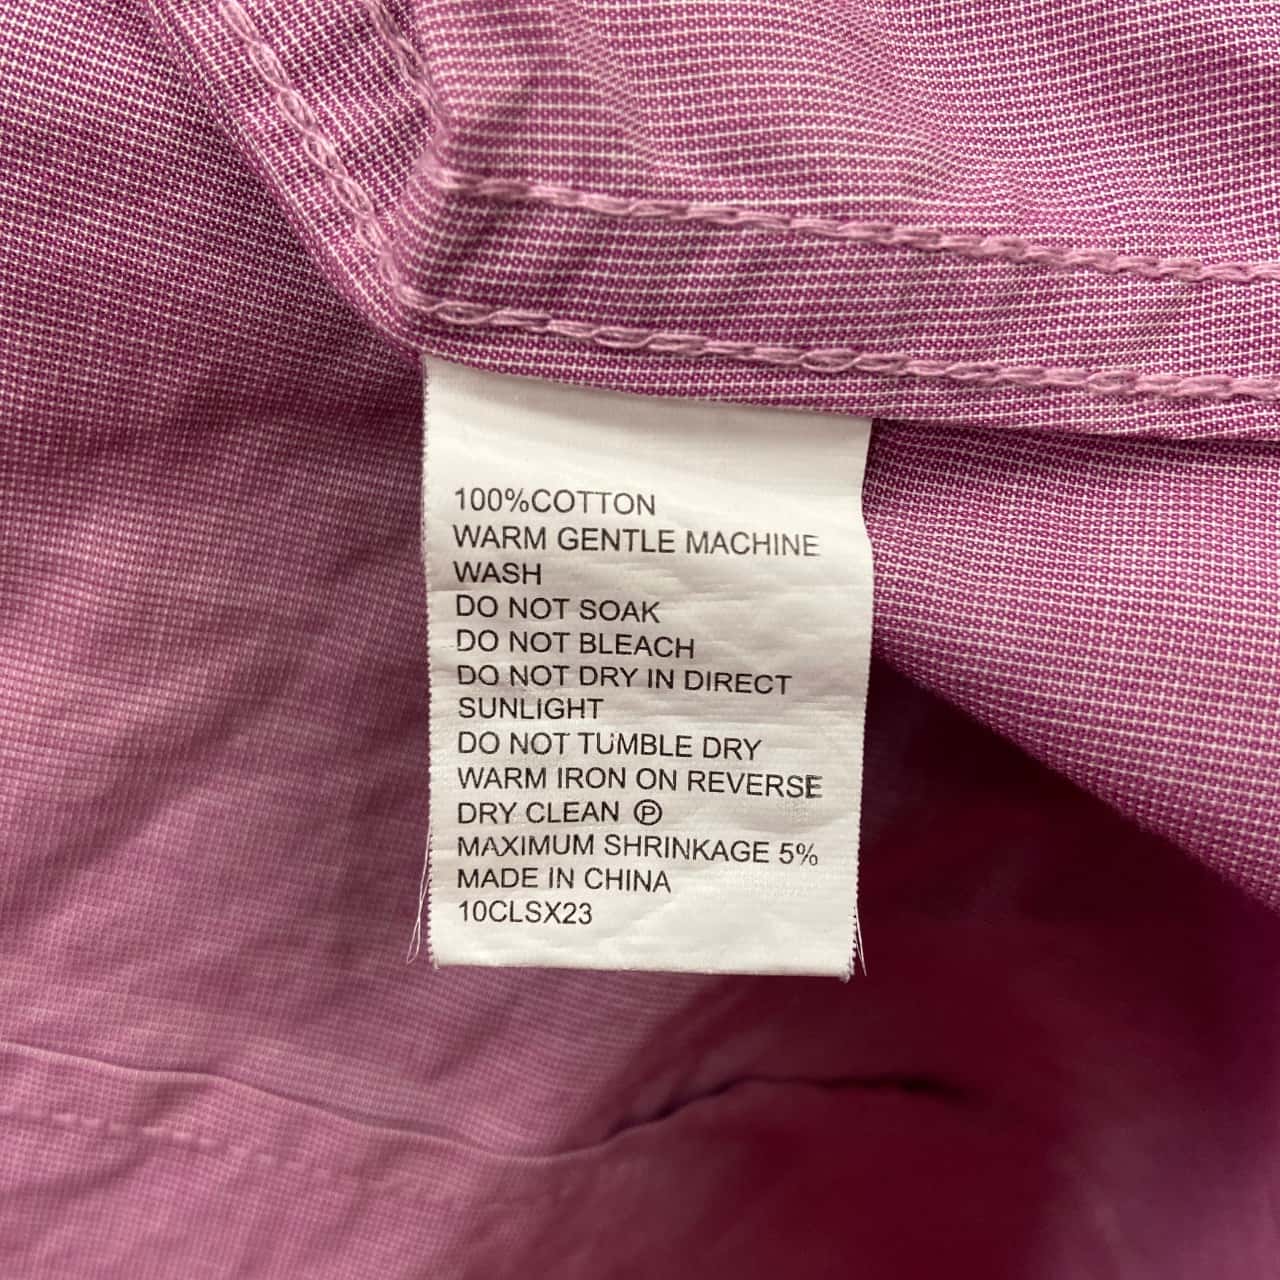 100%COTTON
WARM GENTLE MACHINE
WASH
DO NOT SOAK
DO NOT BLEACH
DO NOT DRY IN DIRECT
SUNLIGHT
DO NOT TUMBLE DRY
WARM IRON ON REVERSE
DRY CLEAN Ⓟ
MAXIMUM SHRINKAGE 5%
MADE IN CHINA
10CLSX23